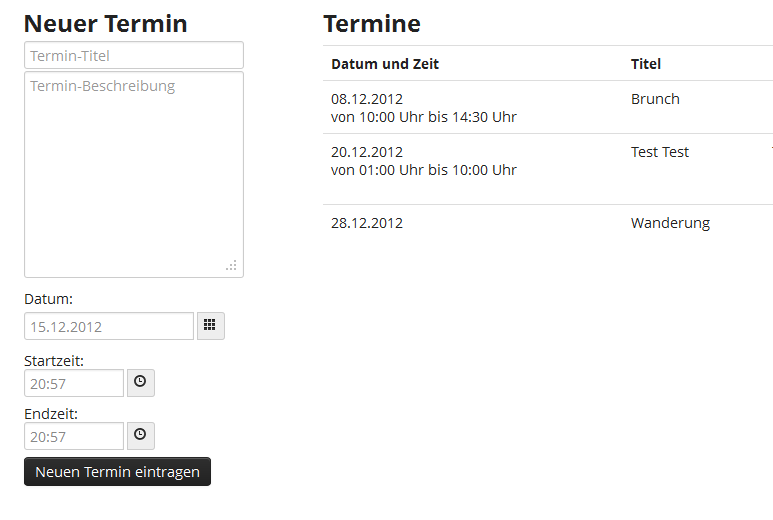 Neuer Termin
Termin-Titel
Termin-Beschreibung
Datum:
15.12.2012
Startzeit:
20:57
Endzeit:
20:57
Neuen Termin eintragen
Termine
Datum und Zeit Titel
08.12.2012 Brunch
von 10:00 Uhr bis 14:30 Uhr
20.12.2012 Test Test
von 01:00 Uhr bis 10:00 Uhr
28.12.2012 Wanderung